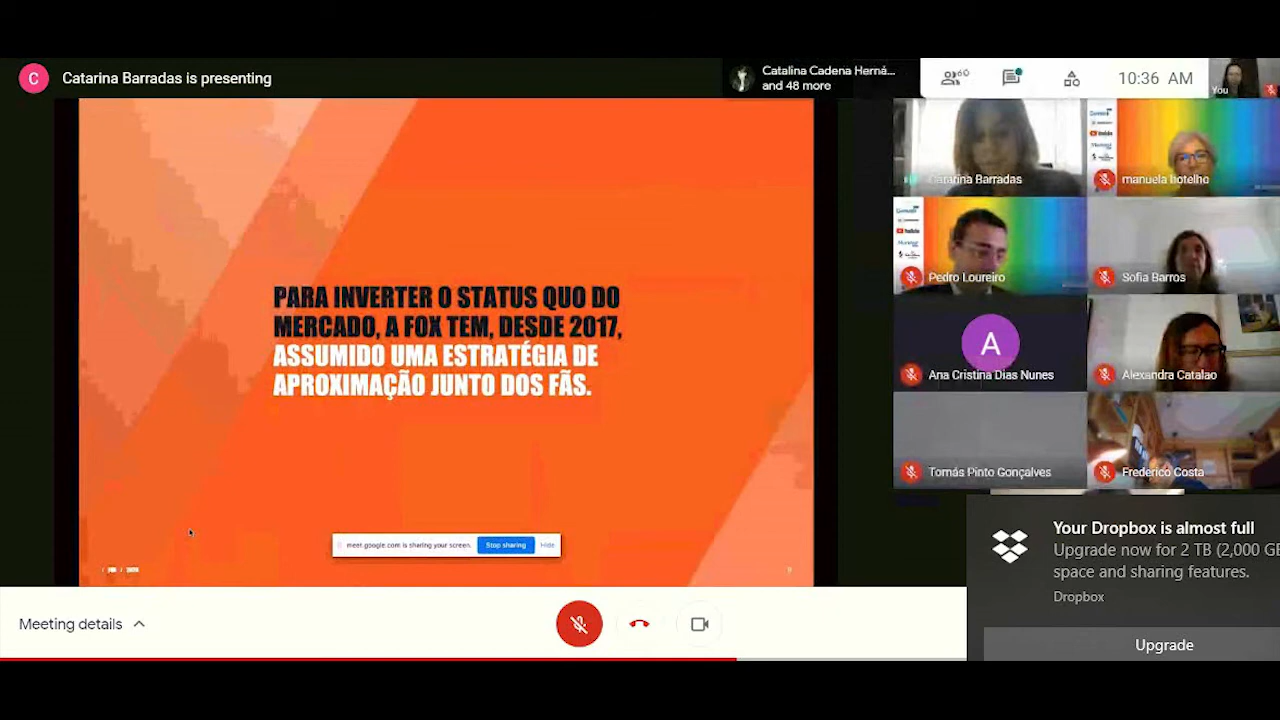 C
Catarina Barradas is presenting
Catalina Cadena Herná...
and 48 more
60
10:36 AM
You
Catarina Barradas
manuela botelho
Pedro Loureiro
Sofia Barros
A
Ana Cristina Dias Nunes
Alexandra Catalao
Tomás Pinto Gonçalves
Frederico Costa
PARA INVERTER O STATUS QUO DO
MERCADO, A FOX TEM, DESDE 2017,
ASSUMIDO UMA ESTRATÉGIA DE
APROXIMAÇÃO JUNTO DOS FÃS.
meet.google.com is sharing your screen.
Stop sharing
Hide
Your Dropbox is almost full
Upgrade now for 2 TB (2,000 GB
space and sharing features.
Dropbox
Upgrade
Meeting details